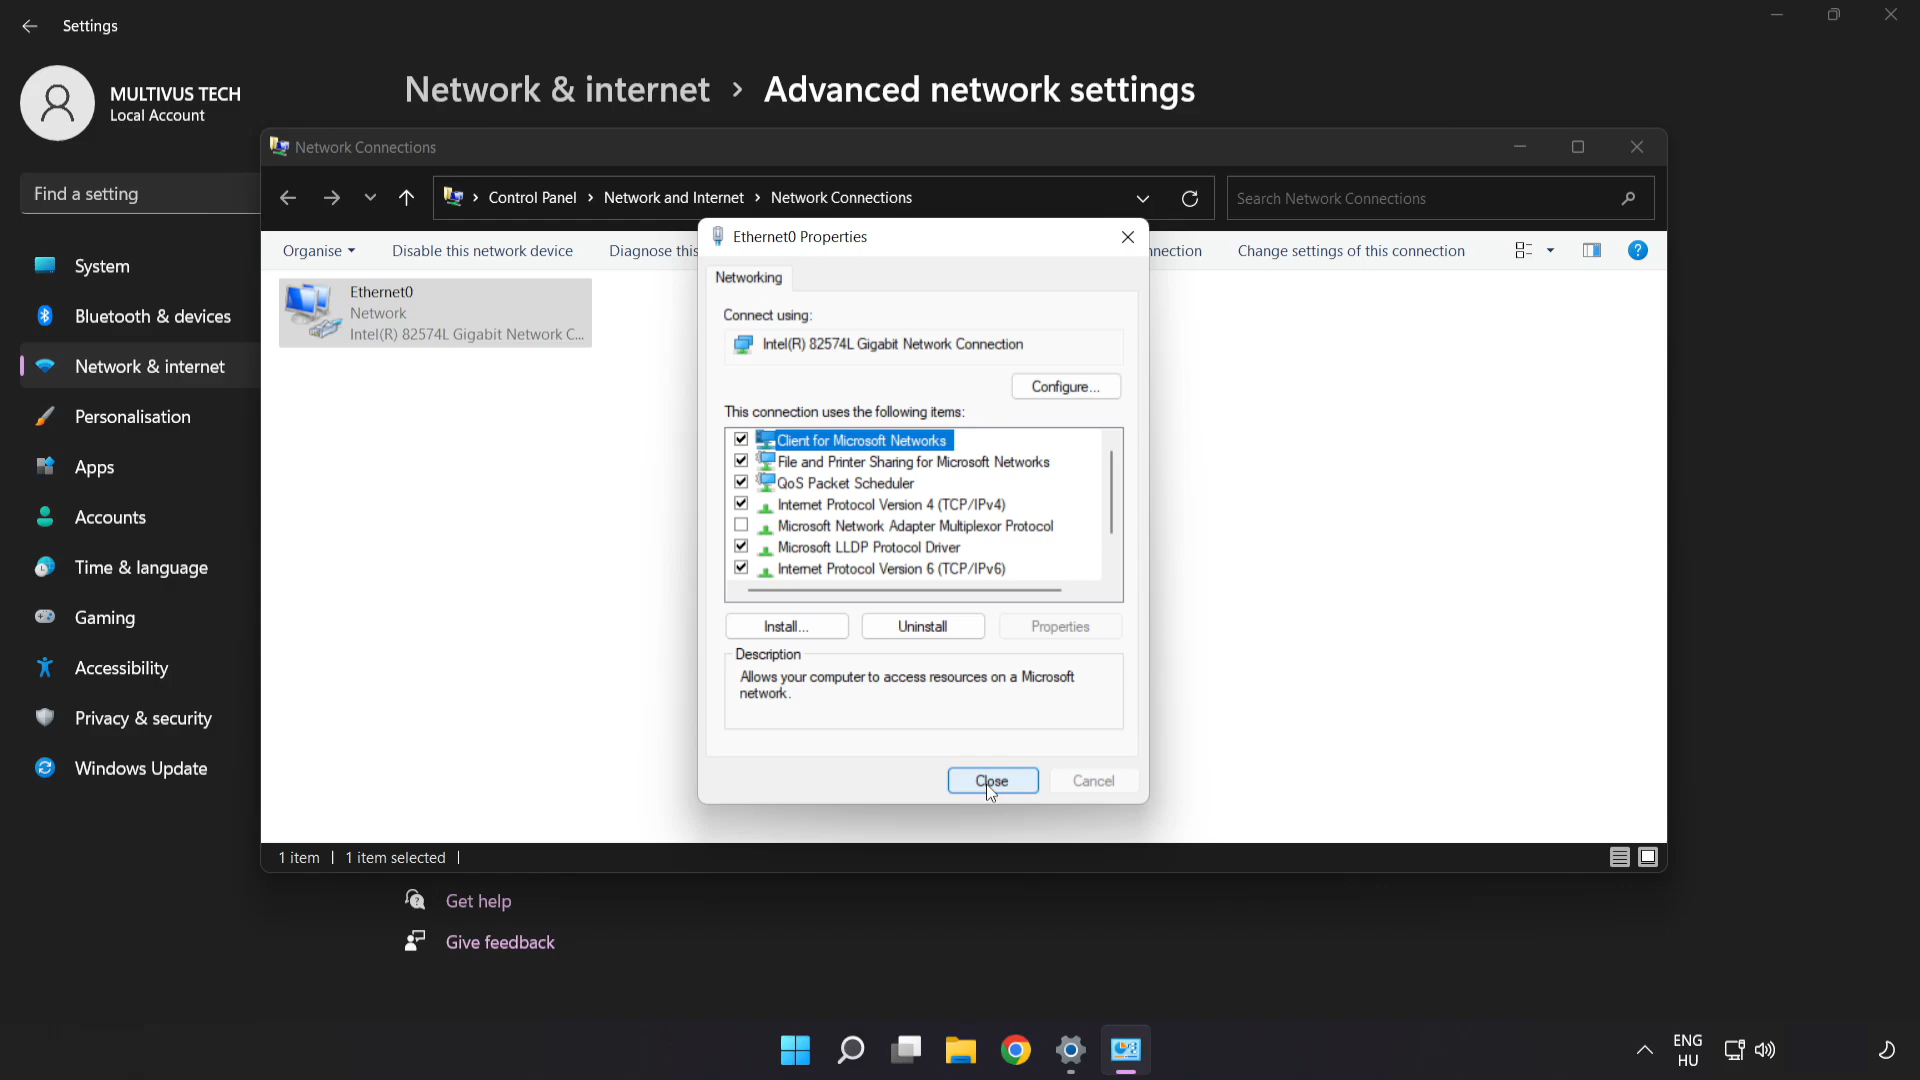 Settings
MULTIVUS TECH
Local Account
Network & internet > Advanced network settings
Network Connections
Find a setting
Control Panel > Network and Internet > Network Connections
Search Network Connections
Organise
Disable this network device
Diagnose this
nnection
Change settings of this connection
System
Bluetooth & devices
Network & internet
Personalisation
Apps
Accounts
Time & language
Gaming
Accessibility
Privacy & security
Windows Update
Ethernet0
Network
Intel(R) 82574L Gigabit Network C...
Ethernet0 Properties
Networking
Connect using:
Intel(R) 82574L Gigabit Network Connection
Configure...
This connection uses the following items:
Client for Microsoft Networks
File and Printer Sharing for Microsoft Networks
QoS Packet Scheduler
Internet Protocol Version 4 (TCP/IPv4)
Microsoft Network Adapter Multiplexor Protocol
Microsoft LLDP Protocol Driver
Internet Protocol Version 6 (TCP/IPv6)
Install...
Uninstall
Properties
Description
Allows your computer to access resources on a Microsoft
network.
Close
Cancel
1 item
1 item selected
Get help
Give feedback
ENG
HU